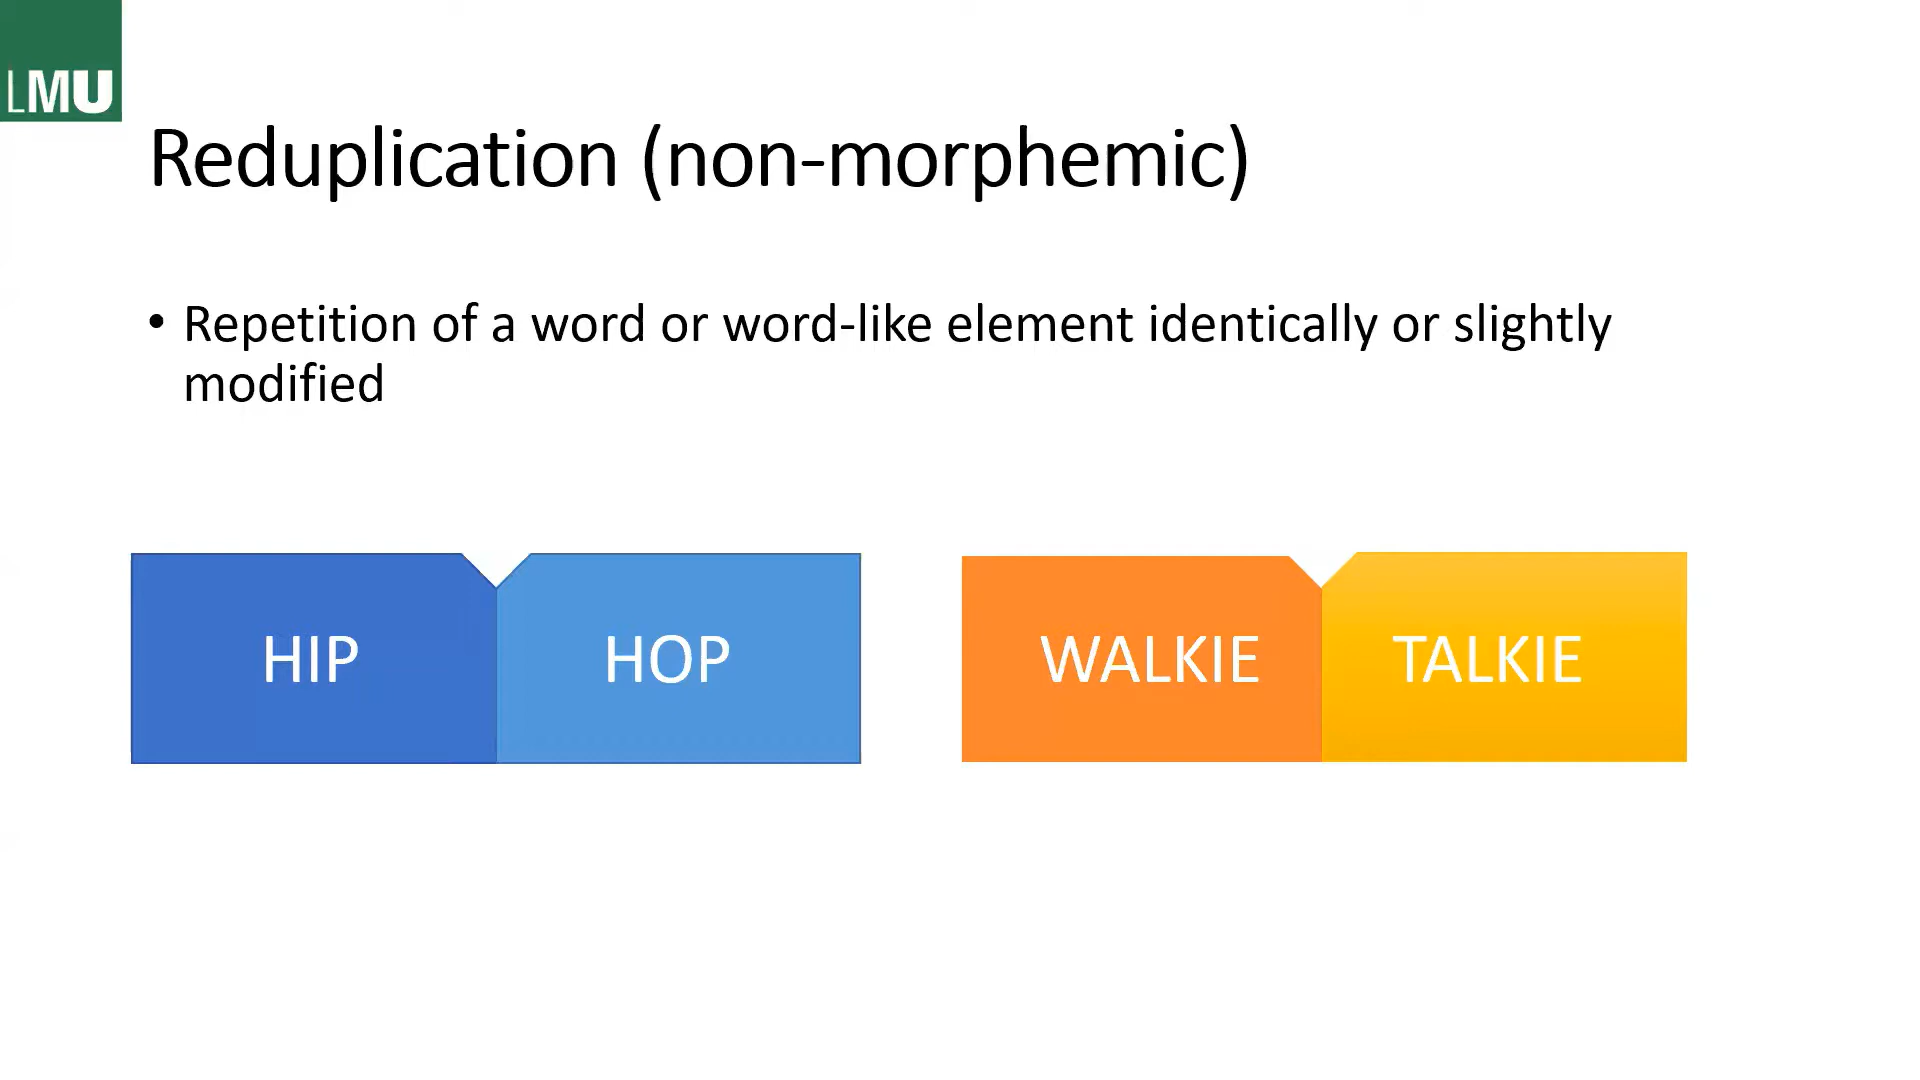 LMU
Reduplication (non-morphemic)
• Repetition of a word or word-like element identically or slightly
modified
HIP HOP WALKIE TALKIE